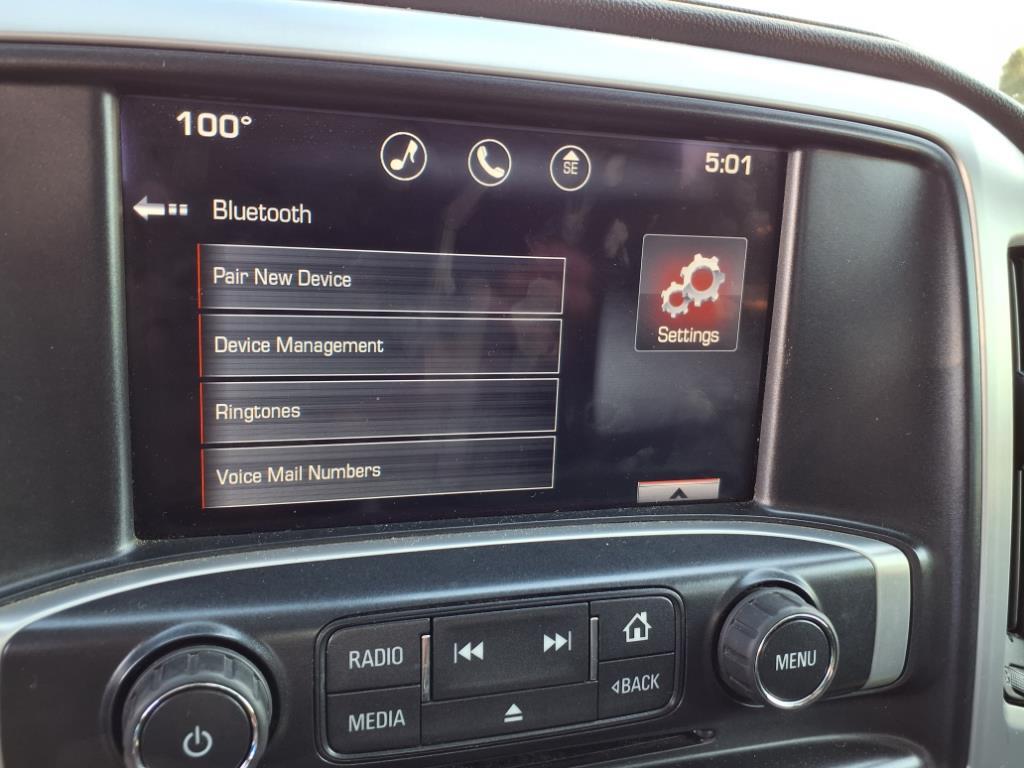 100°
SE
5:01
Bluetooth
Pair New Device
Device Management
Ringtones
Voice Mail Numbers
Settings
RADIO
MEDIA
BACK
MENU